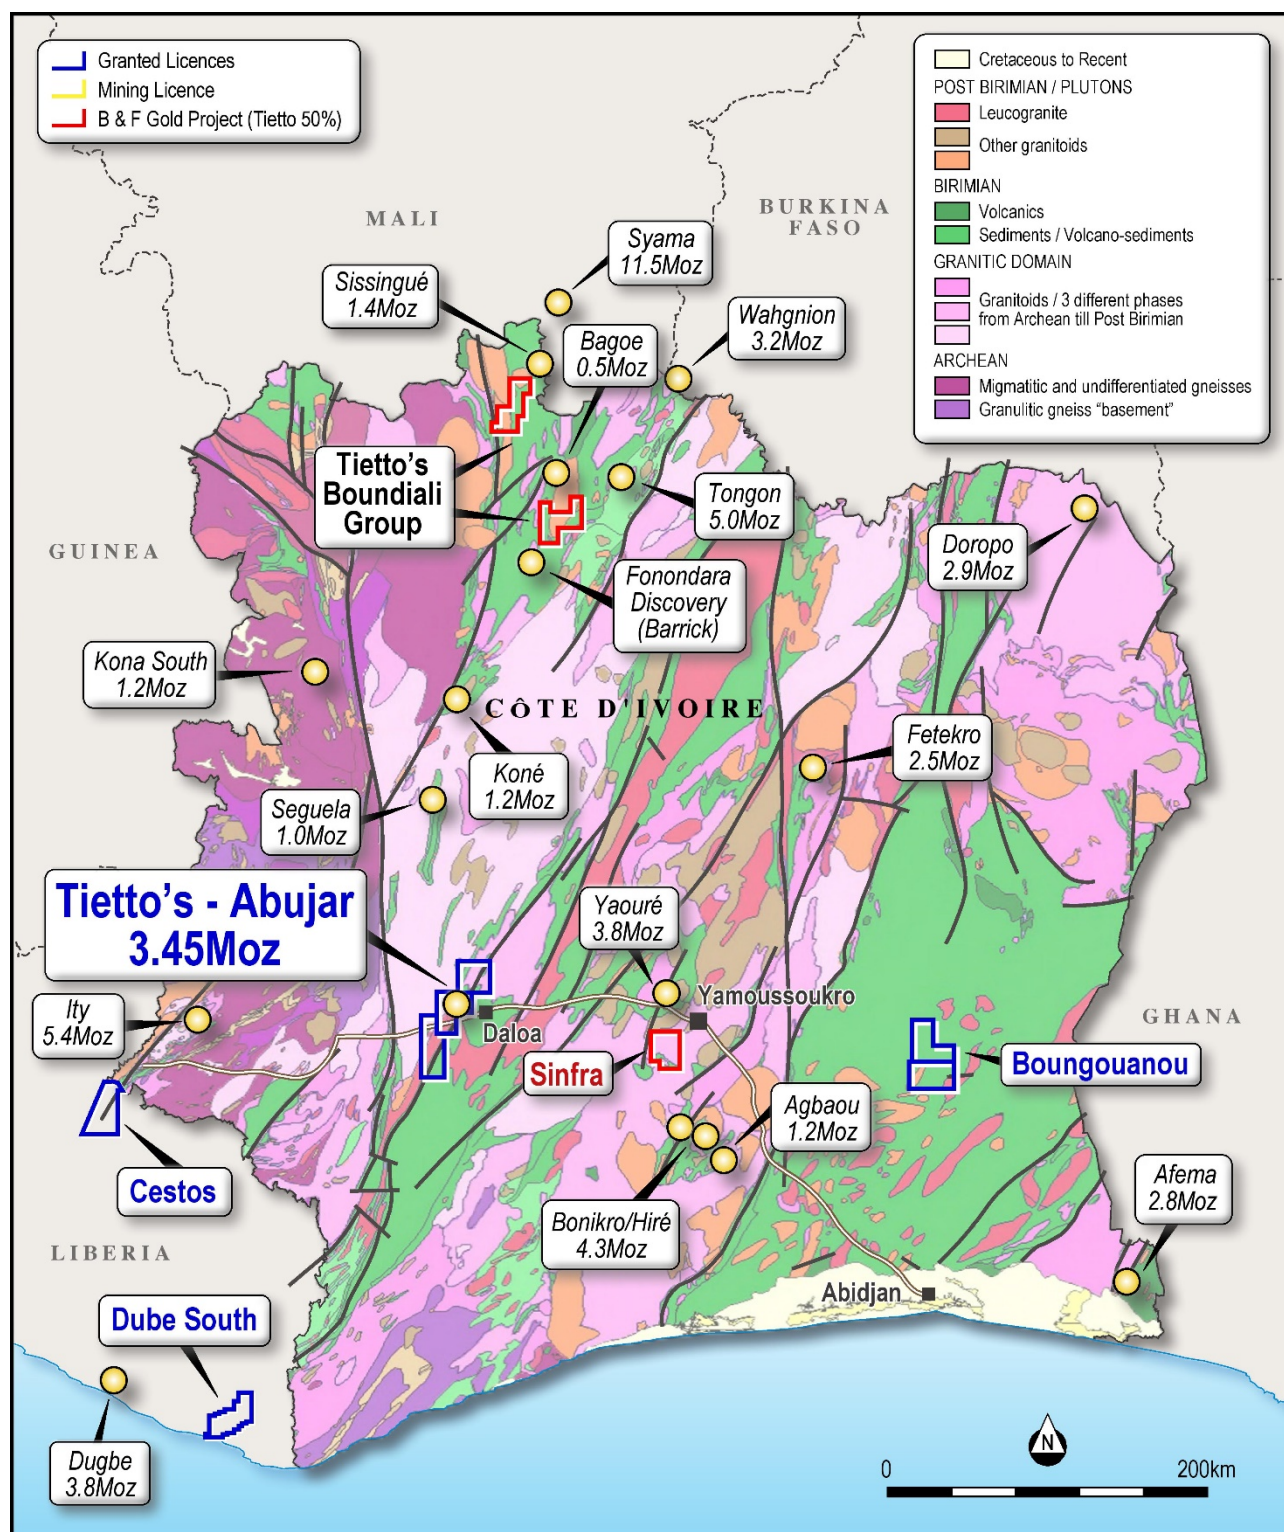 Granted Licences
Mining Licence
B & F Gold Project (Tietto 50%)
Cretaceous to Recent
POST BIRIMIAN / PLUTONS
Leucogranite
Other granitoids
BIRIMIAN
Volcanics
Sediments / Volcano-sediments
GRANITIC DOMAIN
Granitoids / 3 different phases
from Archean till Post Birimian
ARCHEAN
Migmatitic and undifferentiated gneisses
Granulitic gneiss “basement”
MALI
BURKINA
FASO
Syama
11.5Moz
Sissingué
1.4Moz
Bagoe
0.5Moz
Wahgnion
3.2Moz
Tietto’s
Boundiali
Group
Tongon
5.0Moz
Doropo
2.9Moz
GUINEA
Fonondara
Discovery
(Barrick)
Kona South
1.2Moz
CÔTE D'IVOIRE
Koné
1.2Moz
Fetekro
2.5Moz
Seguela
1.0Moz
Tietto’s - Abujar
3.45Moz
Yaouré
3.8Moz
Yamoussoukro
Ity
5.4Moz
Daloa
GHANA
Sinfra
Boungouanou
Agbaou
1.2Moz
Cestos
Bonikro/Hiré
4.3Moz
Afema
2.8Moz
LIBERIA
Abidjan
Dube South
Dugbe
3.8Moz
N
0
200km